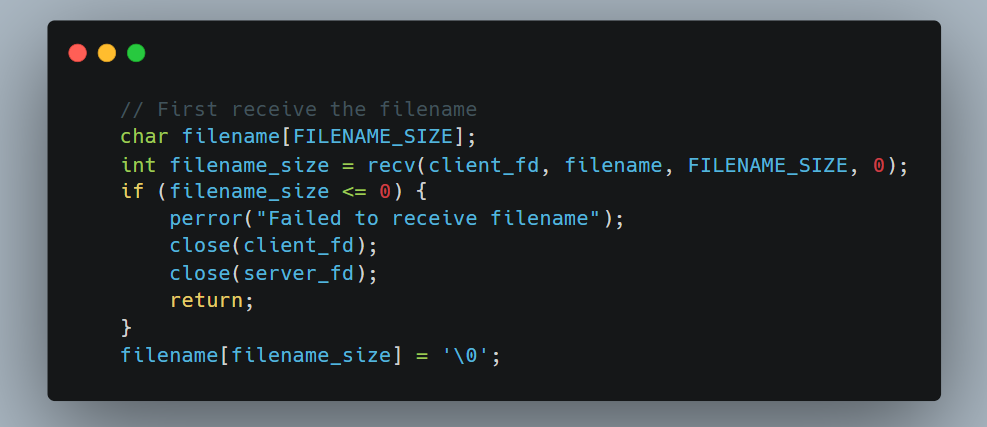 // First receive the filename
char filename[FILENAME_SIZE];
int filename_size = recv(client_fd, filename, FILENAME_SIZE, 0);
if (filename_size <= 0) {
    perror("Failed to receive filename");
    close(client_fd);
    close(server_fd);
    return;
}
filename[filename_size] = '\0';